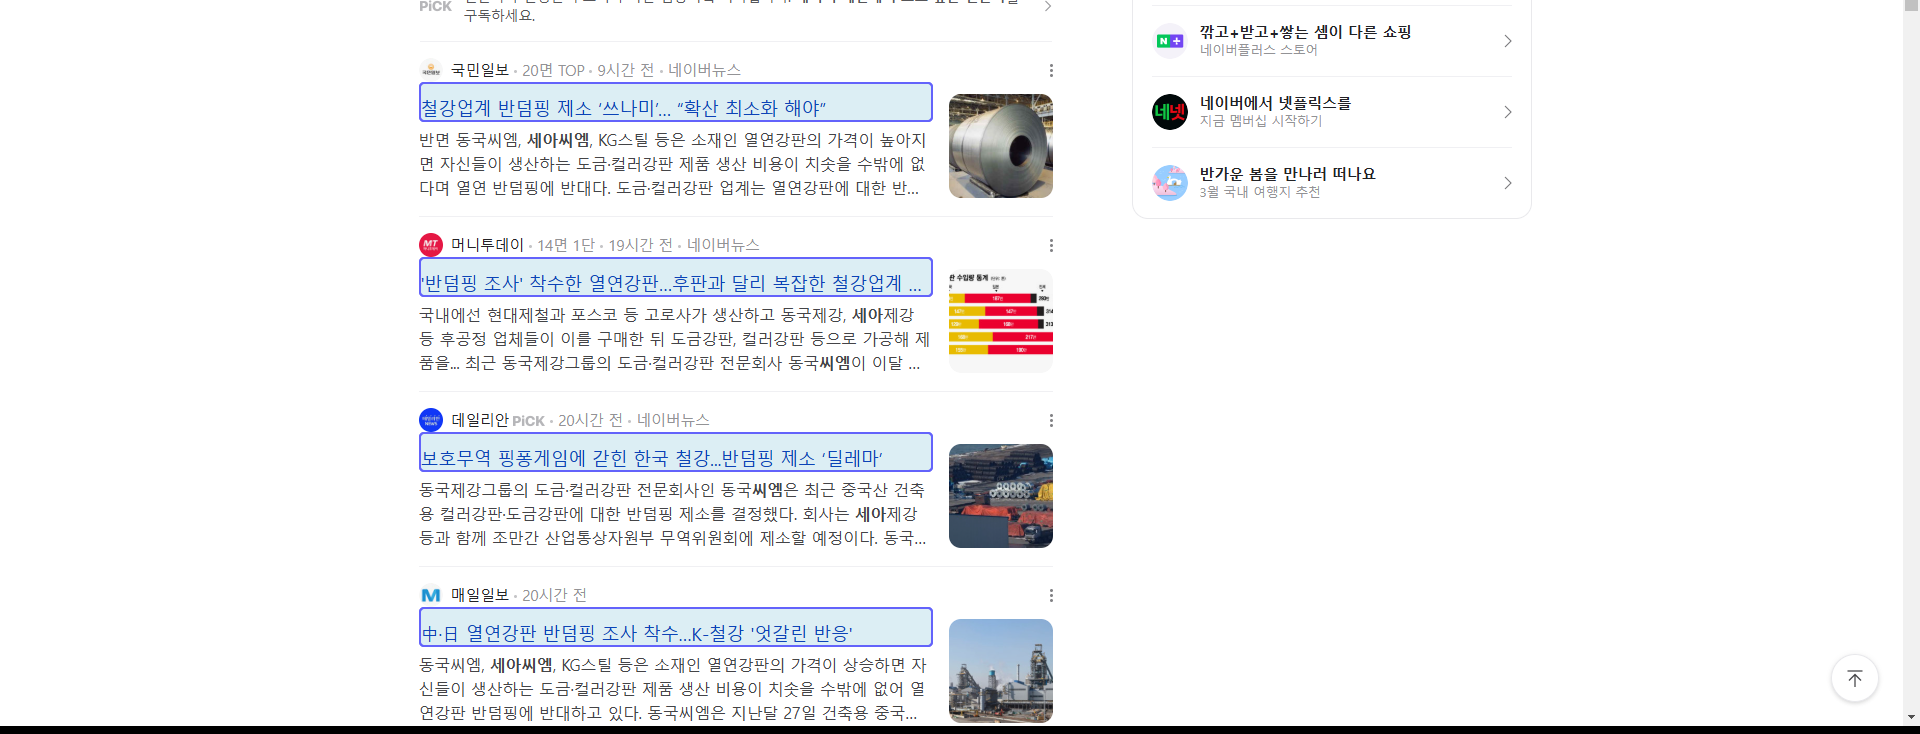 PiCK
구독하세요.
국민일보 · 20면 TOP · 9시간 전 · 네이버뉴스
철강업계 반덤핑 제소 ‘쓰나미’… “확산 최소화 해야”
반면 동국씨엠, 세아씨엠, KG스틸 등은 소재인 열연강판의 가격이 높아지
면 자신들이 생산하는 도금·컬러강판 제품 생산 비용이 치솟을 수밖에 없
다며 열연 반덤핑에 반대다. 도금·컬러강판 업계는 열연강판에 대한 반...
머니투데이 · 14면 1단 · 19시간 전 · 네이버뉴스
'반덤핑 조사' 착수한 열연강판...후판과 달리 복잡한 철강업계 ...
국내에선 현대제철과 포스코 등 고로사가 생산하고 동국제강, 세아제강
등 후공정 업체들이 이를 구매한 뒤 도금강판, 컬러강판 등으로 가공해 제
품을... 최근 동국제강그룹의 도금·컬러강판 전문회사 동국씨엠이 이달 ...
데일리안 PiCK · 20시간 전 · 네이버뉴스
보호무역 핑퐁게임에 갇힌 한국 철강...반덤핑 제소 ‘딜레마’
동국제강그룹의 도금·컬러강판 전문회사인 동국씨엠은 최근 중국산 건축
용 컬러강판·도금강판에 대한 반덤핑 제소를 결정했다. 회사는 세아제강
등과 함께 조만간 산업통상자원부 무역위원회에 제소할 예정이다. 동국...
매일일보 · 20시간 전
中·日 열연강판 반덤핑 조사 착수…K-철강 '엇갈린 반응'
동국씨엠, 세아씨엠, KG스틸 등은 소재인 열연강판의 가격이 상승하면 자
신들이 생산하는 도금·컬러강판 제품 생산 비용이 치솟을 수밖에 없어 열
연강판 반덤핑에 반대하고 있다. 동국씨엠은 지난달 27일 건축용 중국...
깎고+받고+쌓는 셈이 다른 쇼핑
네이버플러스 스토어
네넷
네이버에서 넷플릭스를
지금 멤버십 시작하기
반가운 봄을 만나러 떠나요
3월 국내 여행지 추천